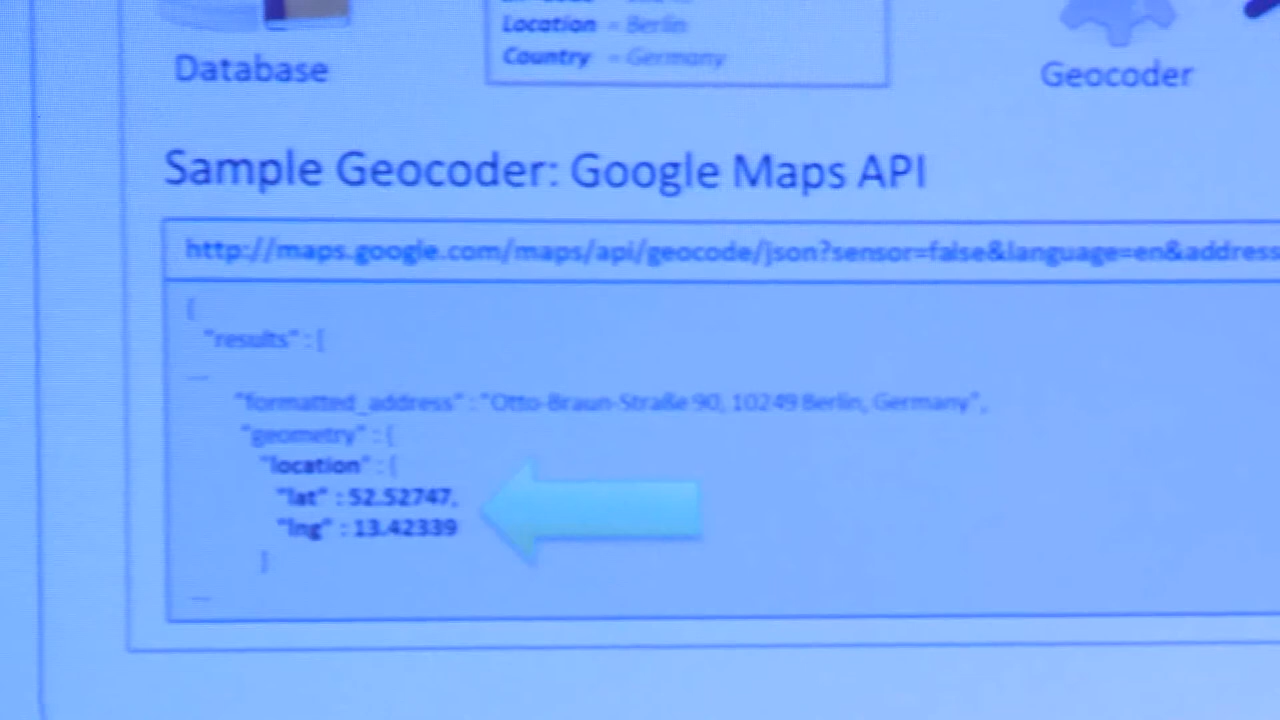 Location = Berlin
Country = Germany
Database
Geocoder
Sample Geocoder: Google Maps API
http://maps.google.com/maps/api/geocode/json?sensor=false&language=en&address
{
"results" : [
...
"formatted_address" : "Otto-Braun-Straße 90, 10249 Berlin, Germany",
"geometry" : {
"location" : {
"lat" : 52.52747,
"lng" : 13.42339
}
...